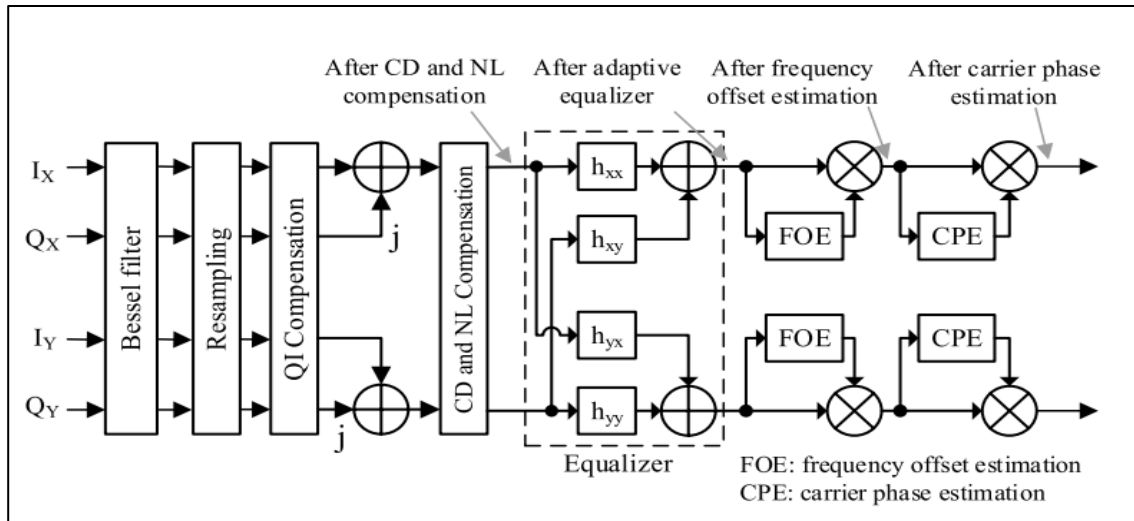 After CD and NL
compensation
After adaptive
equalizer
After frequency
offset estimation
After carrier phase
estimation
I_X
Q_X
I_Y
Q_Y
Bessel filter
Resampling
QI Compensation
j
j
CD and NL Compensation
h_xx
h_xy
h_yx
h_yy
Equalizer
FOE
CPE
FOE
CPE
FOE: frequency offset estimation
CPE: carrier phase estimation